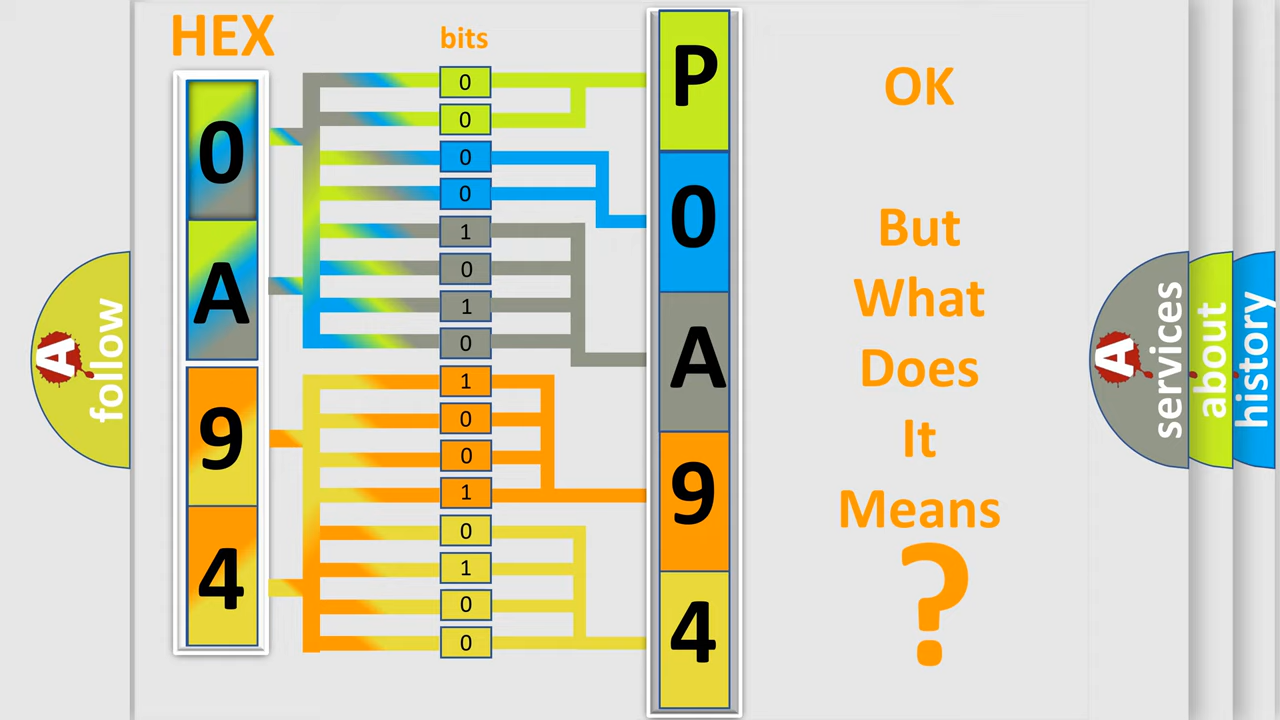 HEX
bits
0
A
9
4
0
0
0
0
1
0
1
0
1
0
0
1
0
1
0
0
P
0
A
9
4
OK
But
What
Does
It
Means
?
A
follow
A
services
about
history